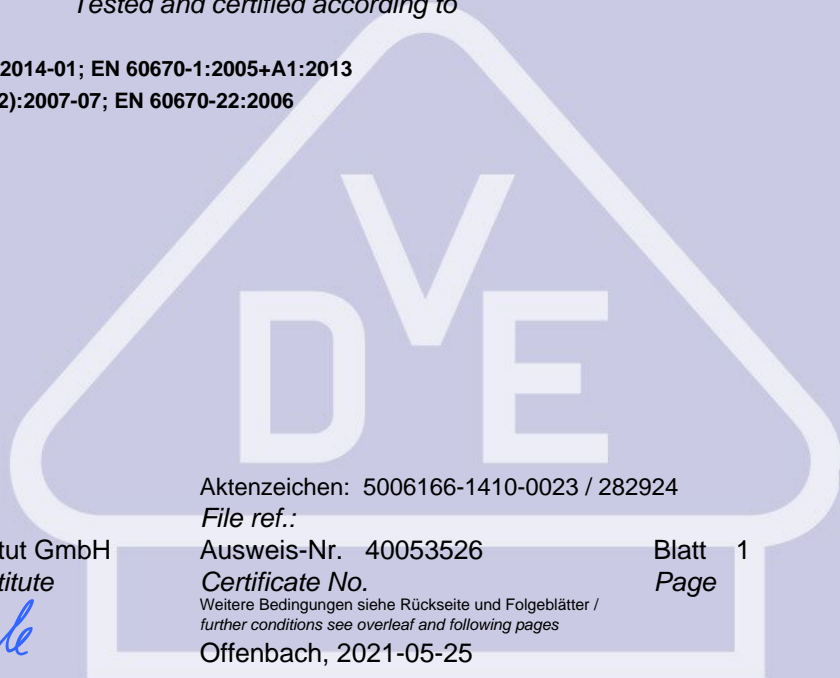 Tested and certified according to
2014-01; EN 60670-1:2005+A1:2013
2):2007-07; EN 60670-22:2006
DVE
Aktenzeichen: 5006166-1410-0023 / 282924
File ref.:
tut GmbH Ausweis-Nr. 40053526 Blatt 1
titute Certificate No. Page
Weitere Bedingungen siehe Rückseite und Folgeblätter /
further conditions see overleaf and following pages
Offenbach, 2021-05-25